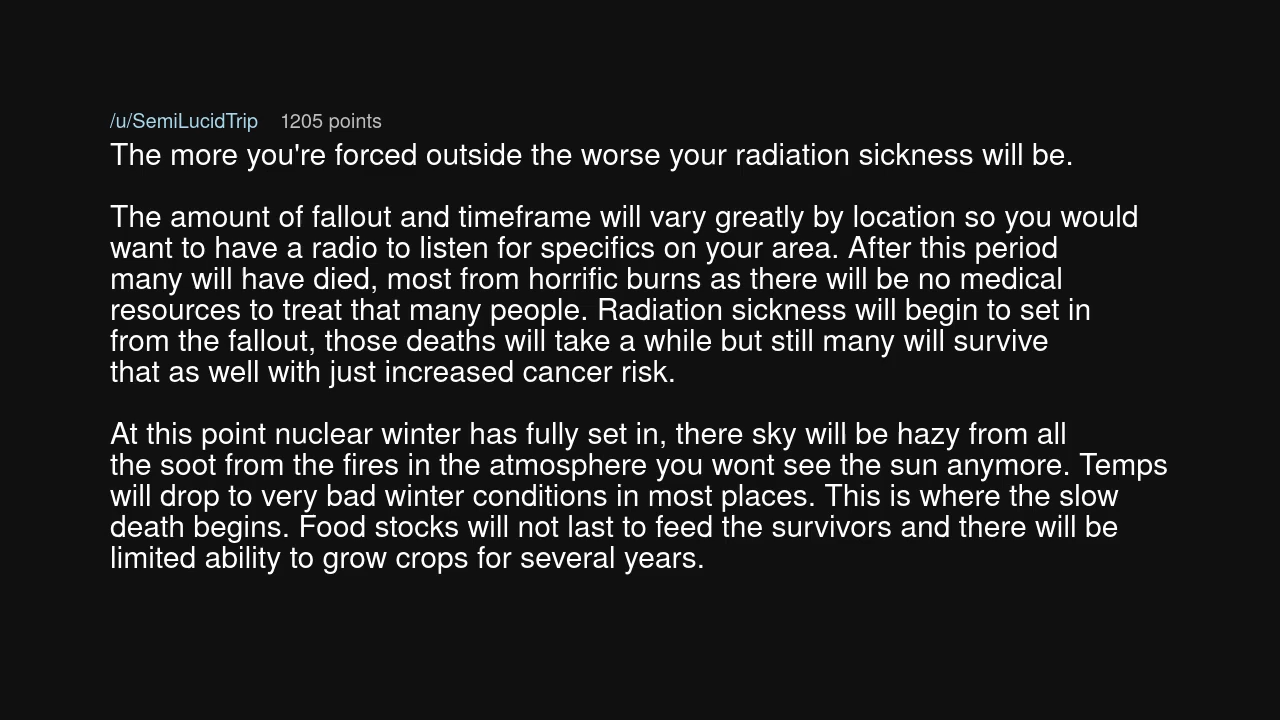 /u/SemiLucidTrip 1205 points
The more you're forced outside the worse your radiation sickness will be.
The amount of fallout and timeframe will vary greatly by location so you would
want to have a radio to listen for specifics on your area. After this period
many will have died, most from horrific burns as there will be no medical
resources to treat that many people. Radiation sickness will begin to set in
from the fallout, those deaths will take a while but still many will survive
that as well with just increased cancer risk.
At this point nuclear winter has fully set in, there sky will be hazy from all
the soot from the fires in the atmosphere you wont see the sun anymore. Temps
will drop to very bad winter conditions in most places. This is where the slow
death begins. Food stocks will not last to feed the survivors and there will be
limited ability to grow crops for several years.